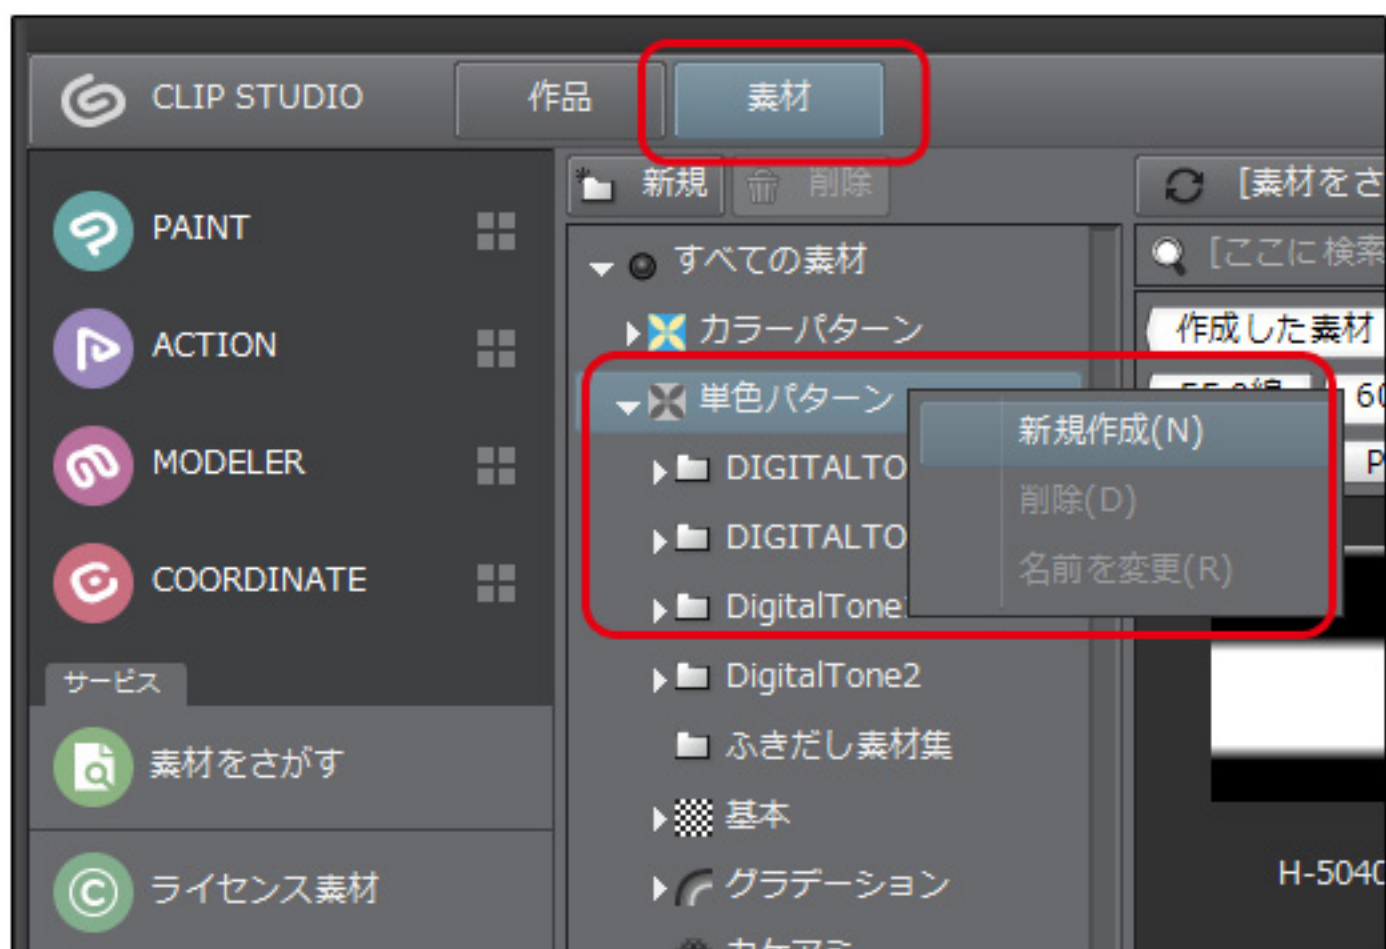 CLIP STUDIO
作品
素材
PAINT
ACTION
MODELER
COORDINATE
サービス
素材をさがす
ライセンス素材
新規
削除
すべての素材
カラーパターン
単色パターン
DIGITALTO
DIGITALTO
DigitalTone
DigitalTone2
ふきだし素材集
基本
グラデーション
新規作成(N)
削除(D)
名前を変更(R)
[素材をさ
[ここに検索
作成した素材
60
P
H-5040